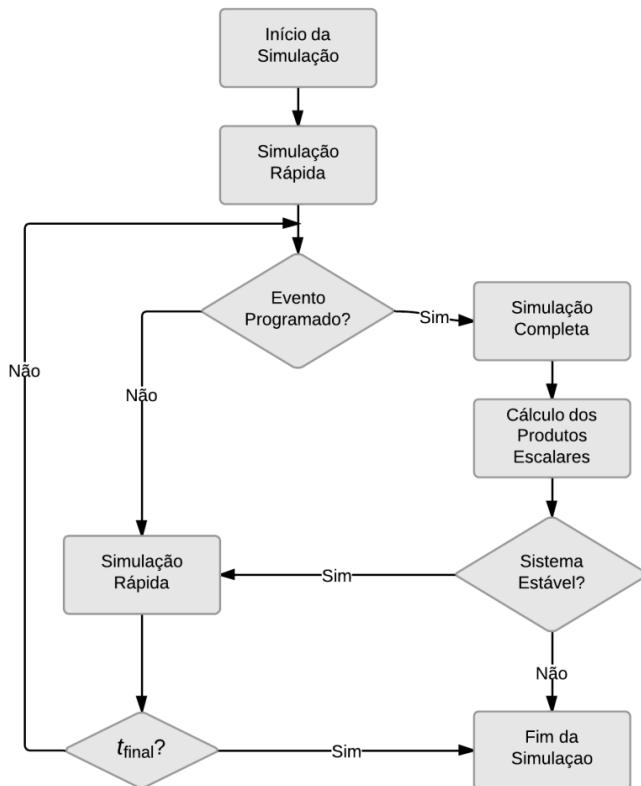 Início da
Simulação
Simulação
Rápida
Evento
Programado?
Sim
Simulação
Completa
Não
Não
Cálculo dos
Produtos
Escalares
Simulação
Rápida
Sim
Sistema
Estável?
Não
tfinal?
Sim
Fim da
Simulaçao